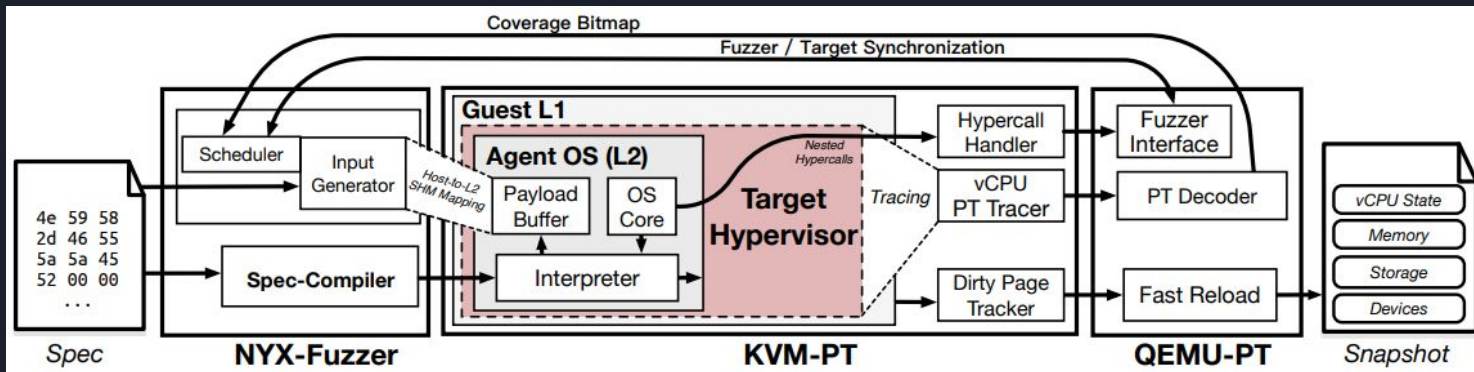 Coverage Bitmap
Fuzzer / Target Synchronization
Guest L1
Scheduler
Input
Generator
Host-to-L2
SHM Mapping
Agent OS (L2)
Payload
Buffer
OS
Core
Interpreter
Nested
Hypercalls
Target
Hypervisor
Tracing
Hypercall
Handler
vCPU
PT Tracer
Dirty Page
Tracker
Fuzzer
Interface
PT Decoder
Fast Reload
vCPU State
Memory
Storage
Devices
4e 59 58
2d 46 55
5a 5a 45
52 00 00
...
Spec-Compiler
Spec
NYX-Fuzzer
KVM-PT
QEMU-PT
Snapshot